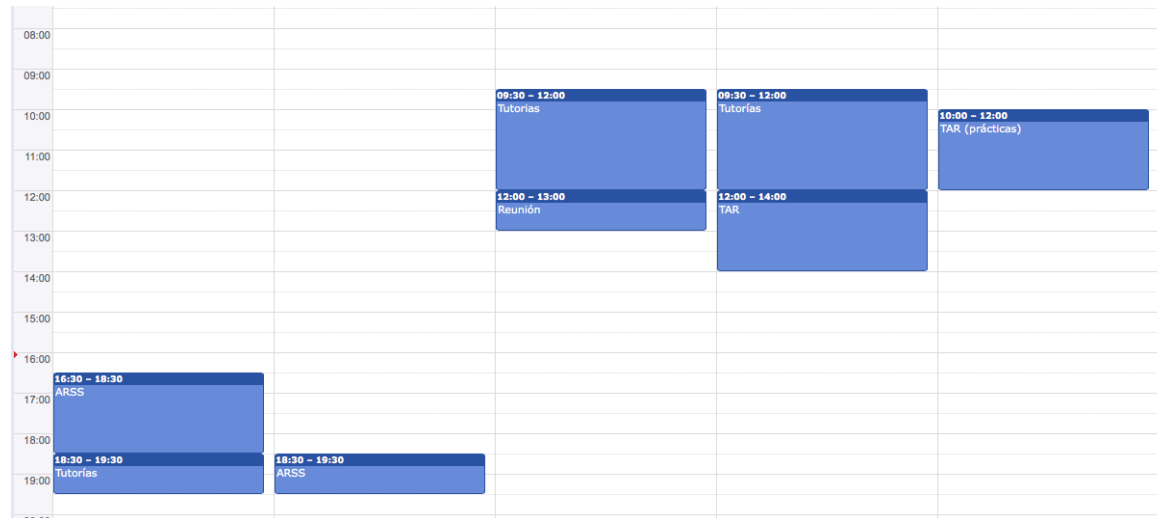 08:00
09:00
10:00
11:00
12:00
13:00
14:00
15:00
16:00
17:00
18:00
19:00
16:30 – 18:30
ARSS
18:30 – 19:30
Tutorías
18:30 – 19:30
ARSS
09:30 – 12:00
Tutorias
12:00 – 13:00
Reunión
09:30 – 12:00
Tutorías
12:00 – 14:00
TAR
10:00 – 12:00
TAR (prácticas)